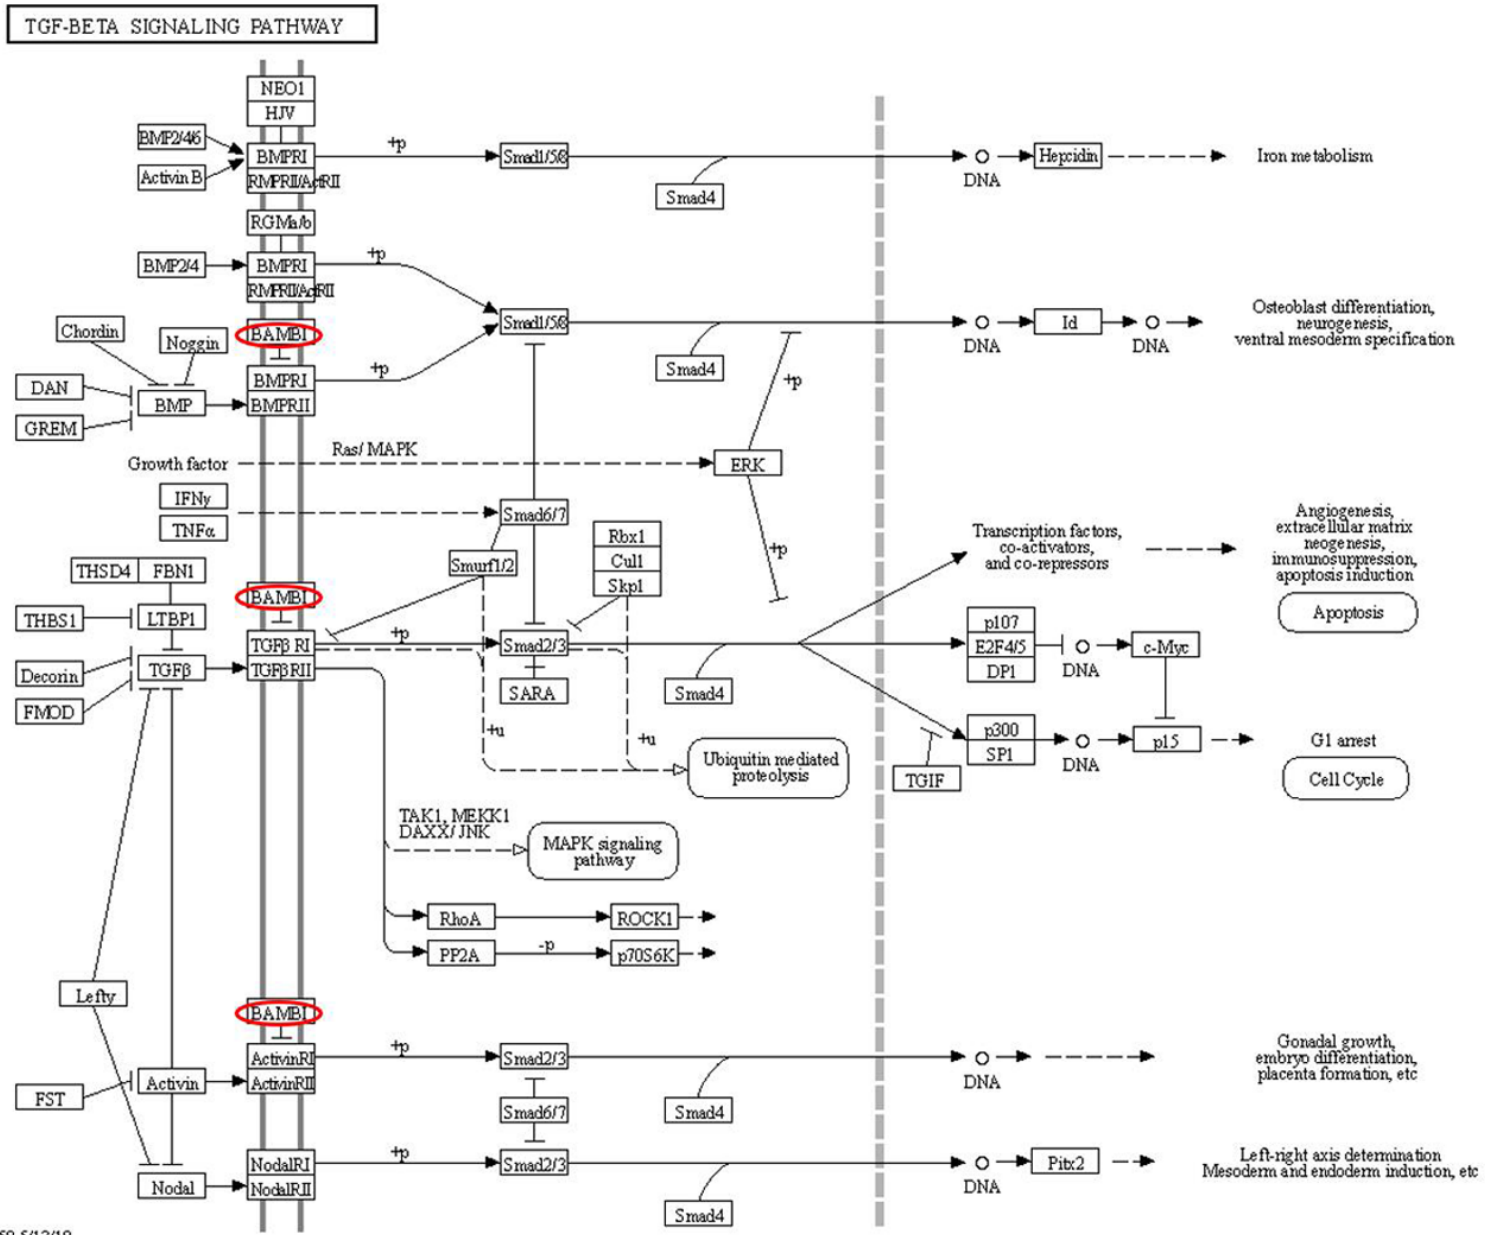 TGF-BETA SIGNALING PATHWAY
NEO1
HJV
BMP2/4/6
+p
BMPRI
Smad1/5/8
Hepcidin
Iron metabolism
Activin B
RMPRII/ActRII
DNA
Smad4
RGMa/b
+p
BMP2/4
BMPRI
RMPRII/ActRII
Chordin
BAMBI
Noggin
Smad1/5/8
Id
Osteoblast differentiation,
neurogenesis,
ventral mesoderm specification
DNA
DNA
Smad4
+p
BMPRI
+p
DAN
BMP
BMPRII
GREM
Growth factor
Ras/ MAPK
ERK
IFNγ
TNFα
Smad6/7
Rbx1
Cul1
Skp1
Smurf1/2
+p
Transcription factors,
co-activators,
and co-repressors
Angiogenesis,
extracellular matrix
neogenesis,
immunosuppression,
apoptosis induction
Apoptosis
THSD4
FBN1
BAMBI
THBS1
LTBP1
TGFβ RI
+p
Smad2/3
p107
E2F4/5
DP1
DNA
c-Myc
Decorin
TGFβ
TGFβRII
SARA
Smad4
FMOD
+u
+u
Ubiquitin mediated
proteolysis
p300
SP1
DNA
p15
G1 arrest
TGIF
Cell Cycle
TAK1, MEKK1
DAXX/ JNK
MAPK signaling
pathway
RhoA
ROCK1
PP2A
-p
p70S6K
Lefty
BAMBI
ActivinRI
+p
Smad2/3
DNA
Gonadal growth,
embryo differentiation,
placenta formation, etc
FST
Activin
ActivinRII
Smad6/7
Smad4
NodalRI
+p
Smad2/3
DNA
Pitx2
Left-right axis determination
Mesoderm and endoderm induction, etc
Nodal
NodalRII
Smad4